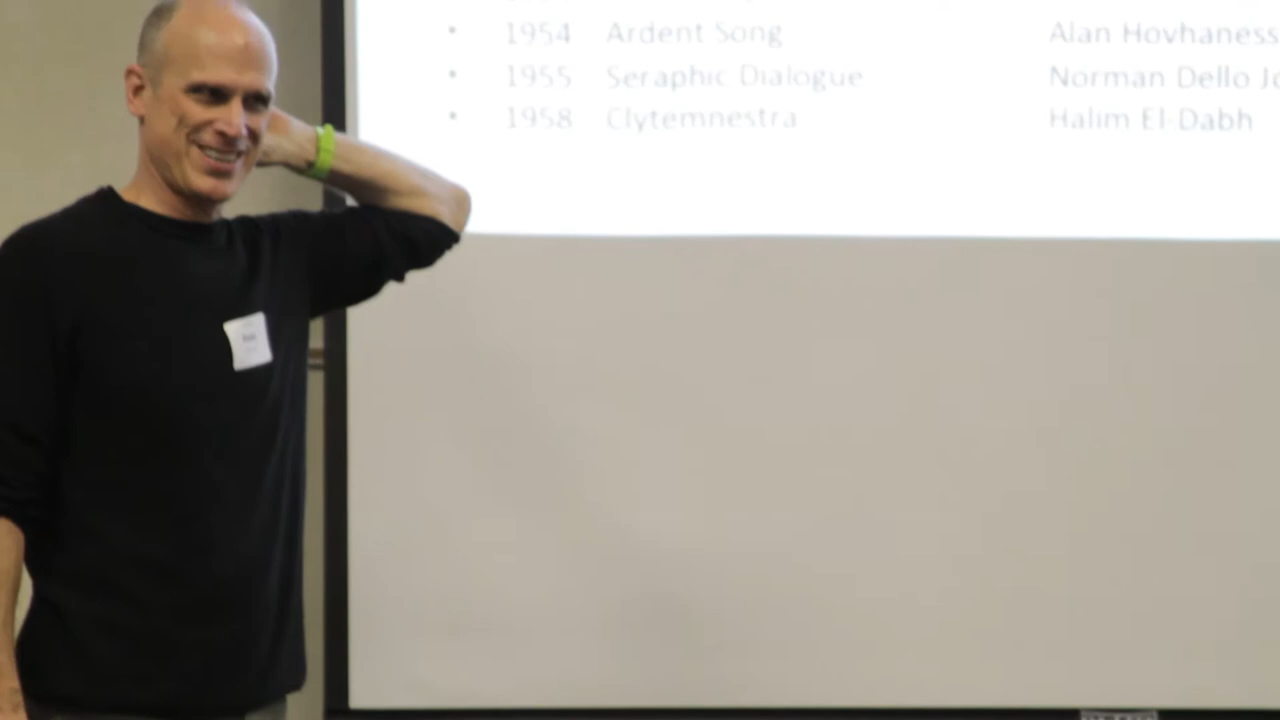 • 1954 Ardent Song Alan Hovhaness
• 1955 Seraphic Dialogue Norman Dello Jo
• 1958 Clytemnestra Halim El-Dabh